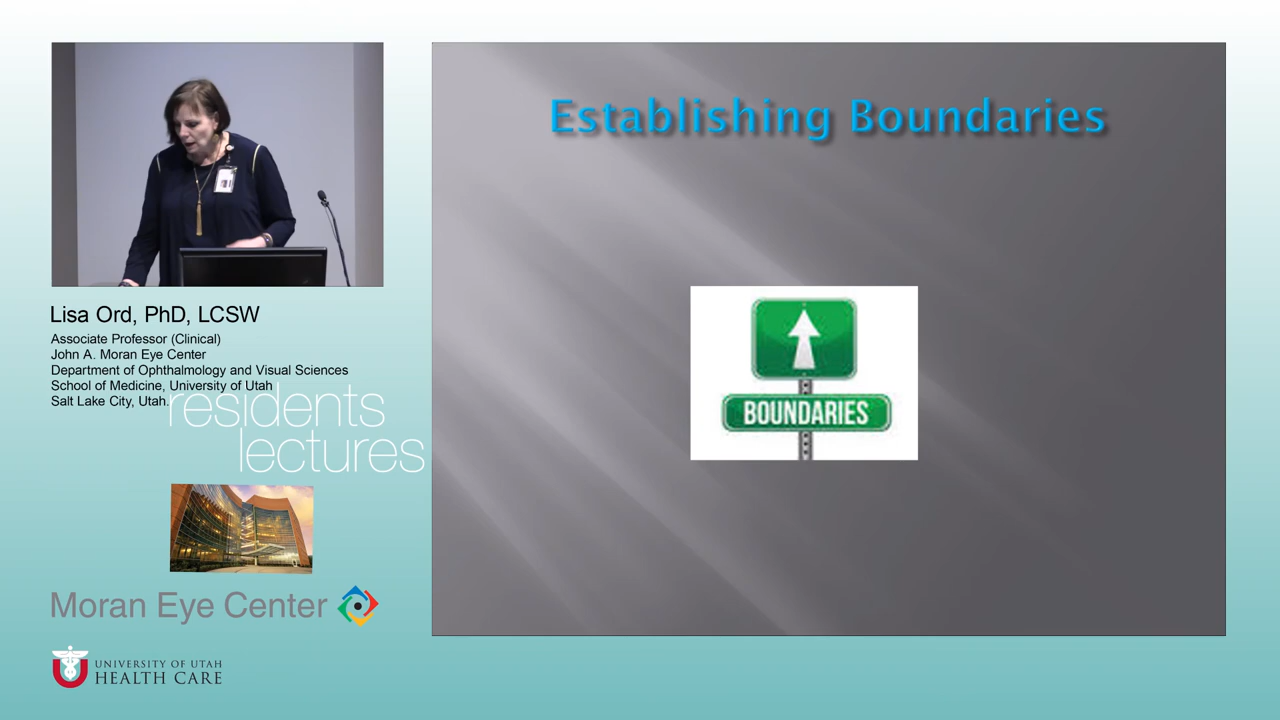 Establishing Boundaries
BOUNDARIES
Lisa Ord, PhD, LCSW
Associate Professor (Clinical)
John A. Moran Eye Center
Department of Ophthalmology and Visual Sciences
School of Medicine, University of Utah
Salt Lake City, Utah.
residents
lectures
Moran Eye Center
UNIVERSITY OF UTAH
HEALTH CARE